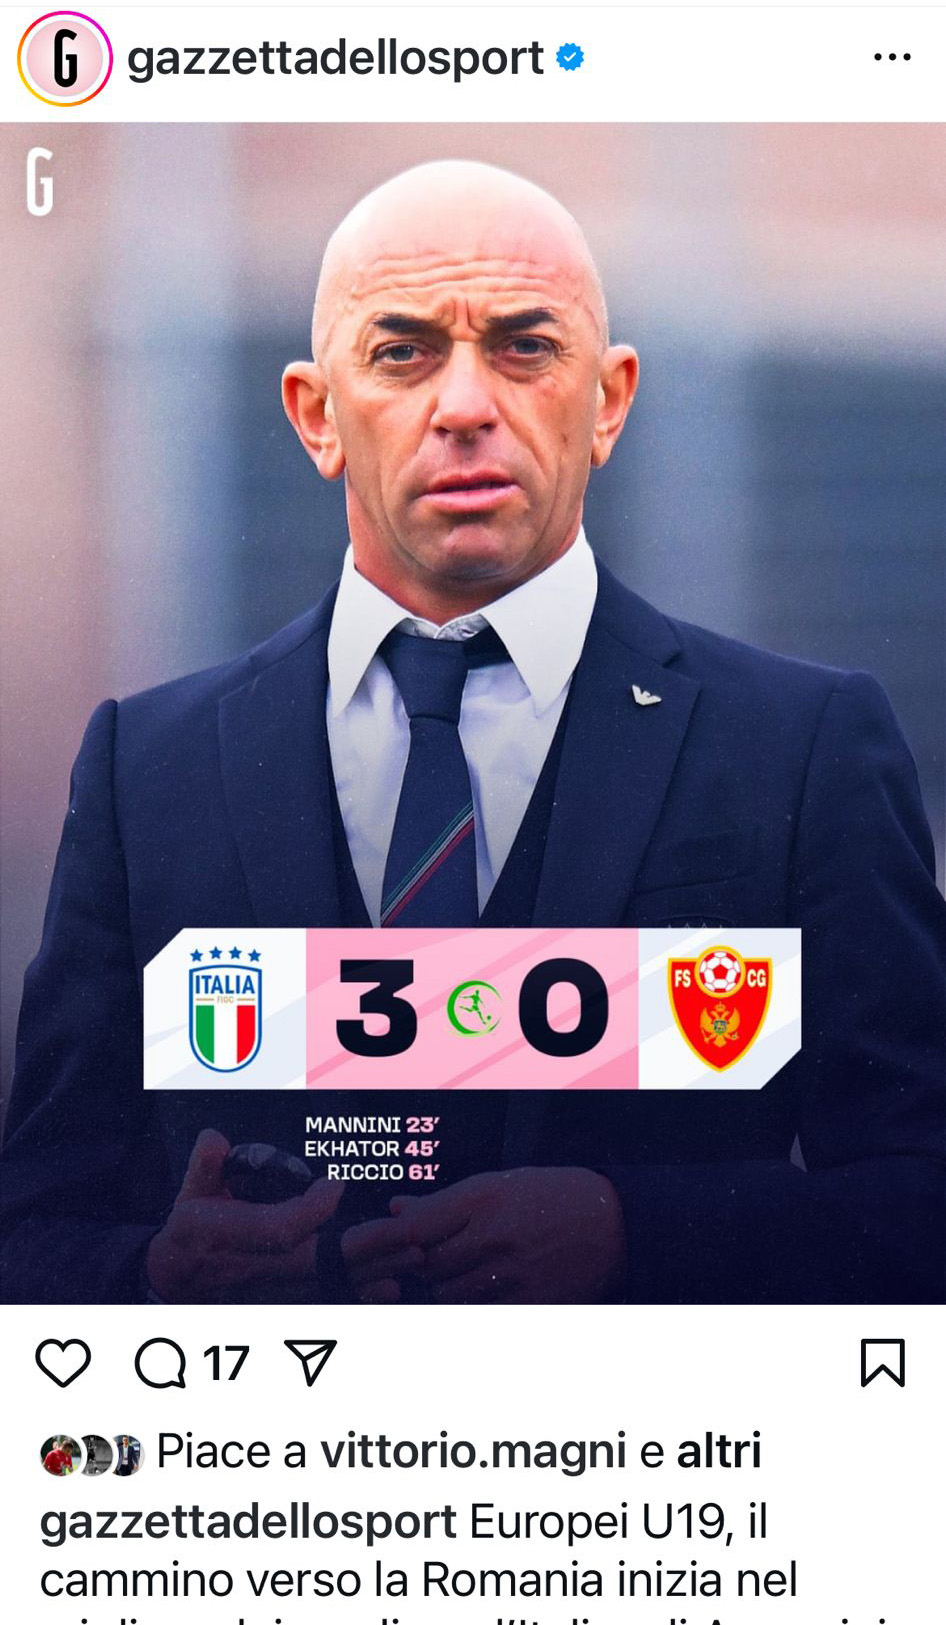 gazzettadellosport
G
G
ITALIA
FIGC
3 0
FS CG
MANNINI 23'
EKHATOR 45'
RICCIO 61'
17
Piace a vittorio.magni e altri
gazzettadellosport Europei U19, il
cammino verso la Romania inizia nel